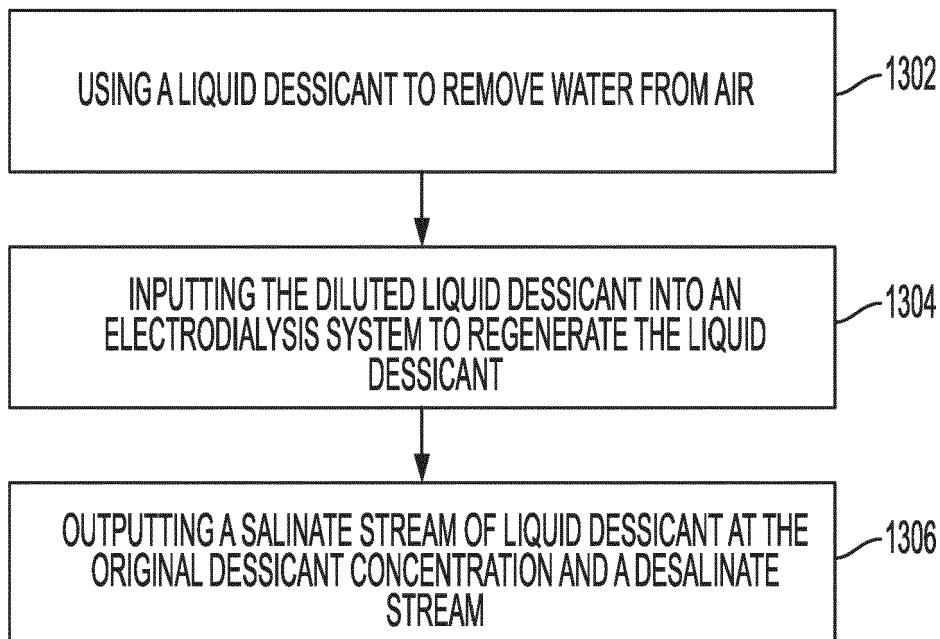 USING A LIQUID DESSICANT TO REMOVE WATER FROM AIR
1302
INPUTTING THE DILUTED LIQUID DESSICANT INTO AN
ELECTRODIALYSIS SYSTEM TO REGENERATE THE LIQUID
DESSICANT
1304
OUTPUTTING A SALINATE STREAM OF LIQUID DESSICANT AT THE
ORIGINAL DESSICANT CONCENTRATION AND A DESALINATE
STREAM
1306